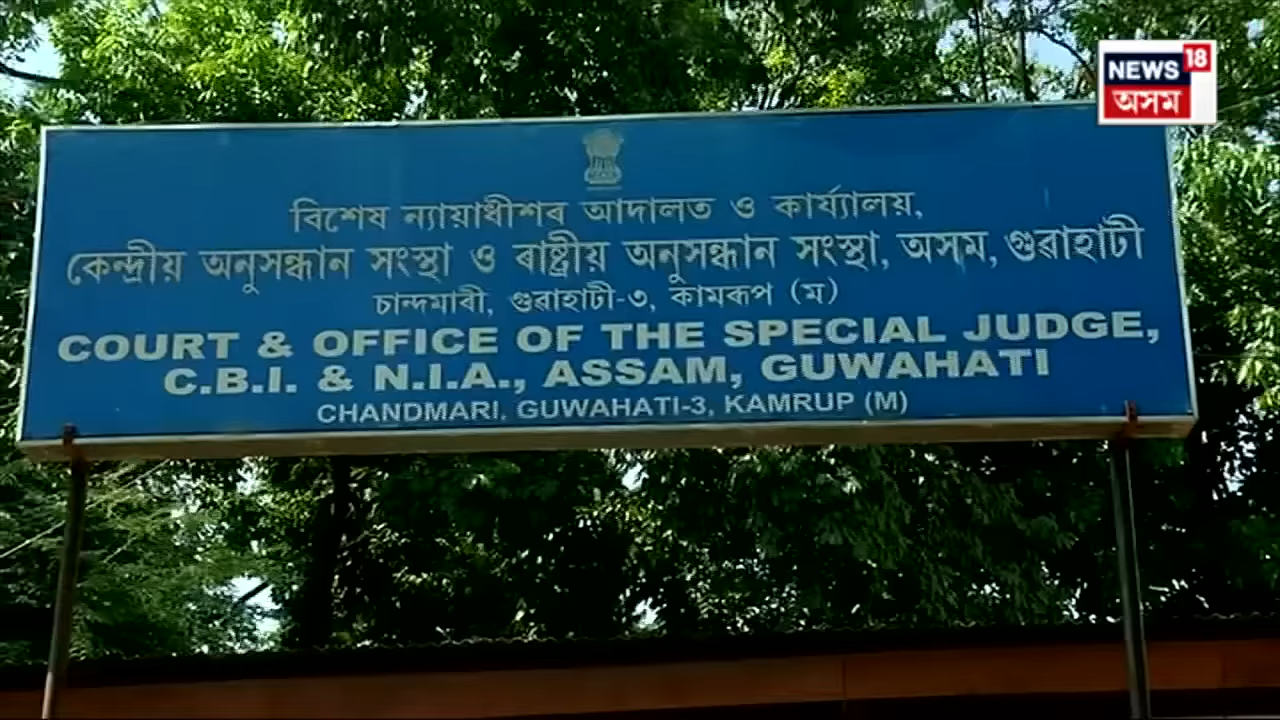 NEWS 18
অসম
বিশেষ ন্যায়াধীশৰ আদালত ও কাৰ্য্যালয়,
কেন্দ্ৰীয় অনুসন্ধান সংস্থা ও ৰাষ্ট্ৰীয় অনুসন্ধান সংস্থা, অসম, গুৱাহাটী
চান্দমাৰী, গুৱাহাটী-৩, কামৰূপ (ম)
COURT & OFFICE OF THE SPECIAL JUDGE,
C.B.I. & N.I.A., ASSAM, GUWAHATI
CHANDMARI, GUWAHATI-3, KAMRUP (M)